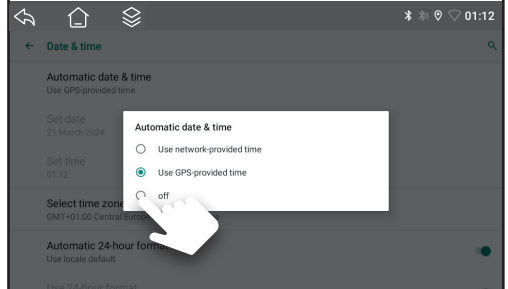 01:12
Date & time
Automatic date & time
Use GPS-provided time
Set date
21 March 2024
Set time
01:12
Automatic date & time
Use network-provided time
Use GPS-provided time
off
Select time zone
GMT+01:00 Central Europe
Automatic 24-hour format
Use locale default
Use 24-hour format